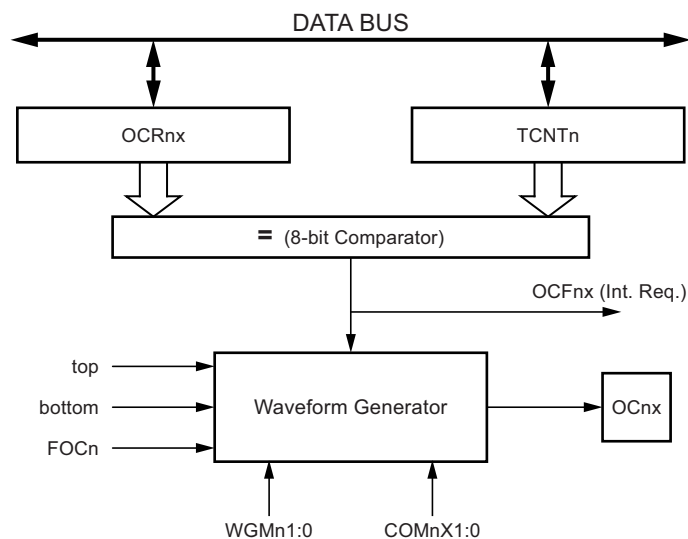 DATA BUS
OCRnx
TCNTn
= (8-bit Comparator)
OCFnx (Int. Req.)
top
bottom
FOCn
Waveform Generator
OCnx
WGMn1:0
COMnX1:0